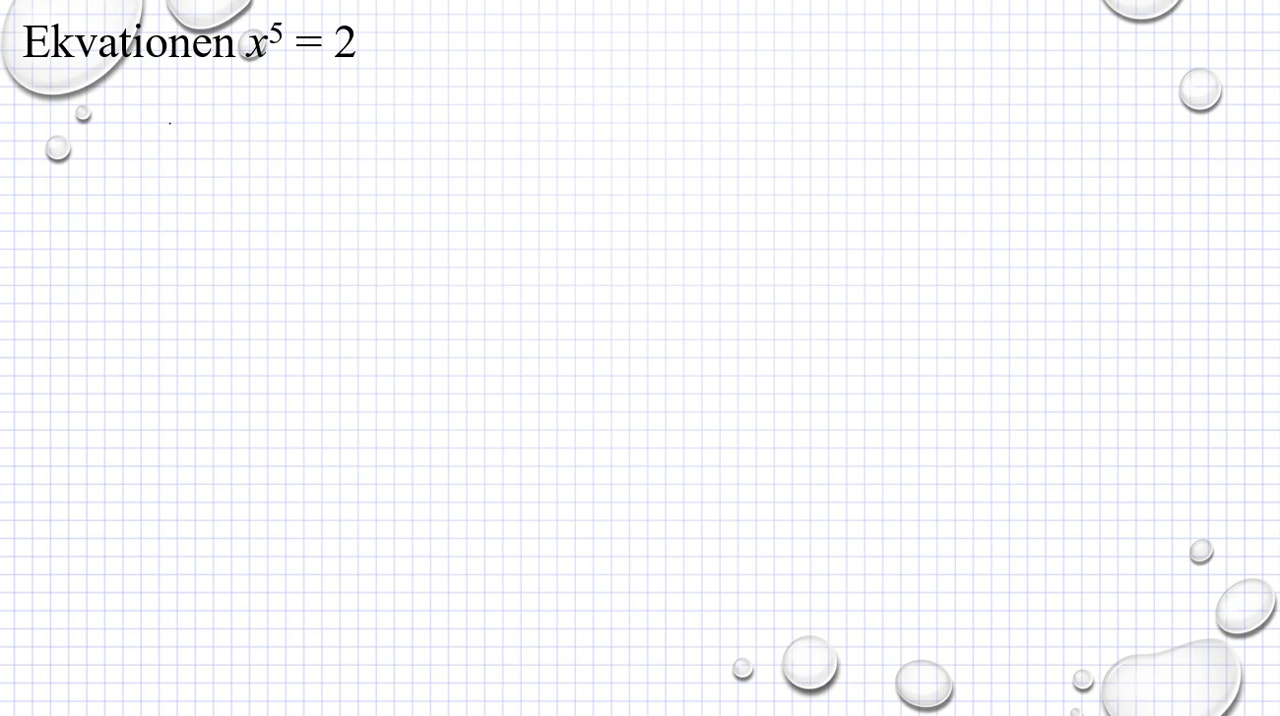 Ekvationen x⁵ = 2